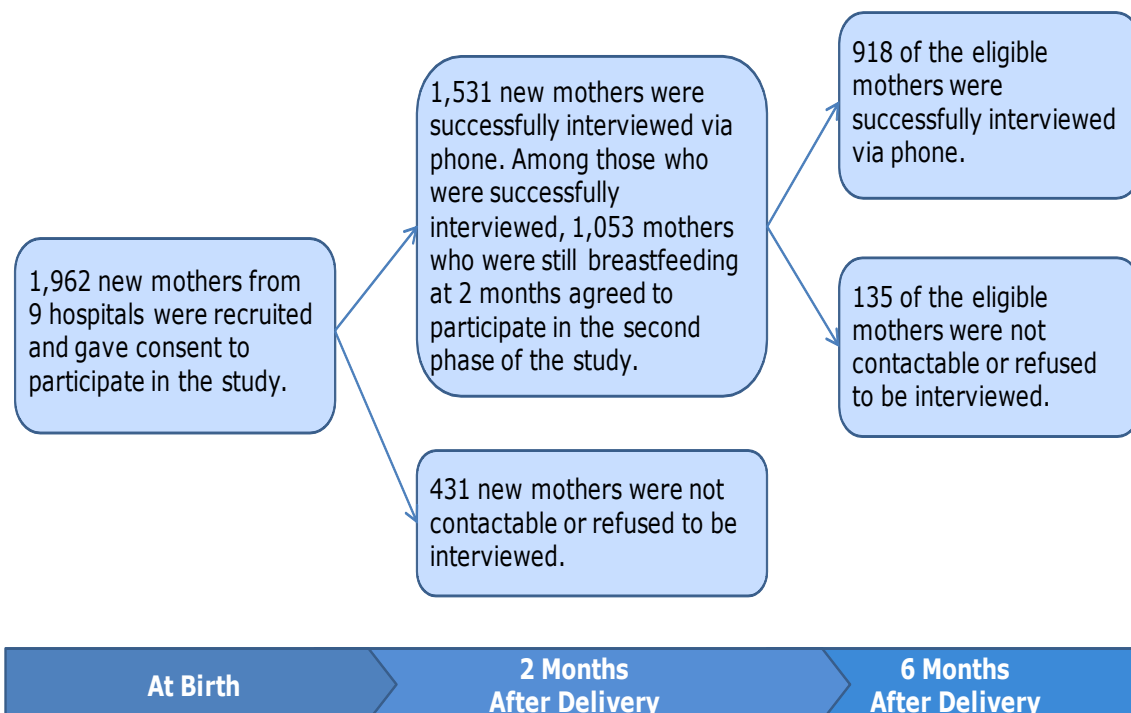 1,962 new mothers from
9 hospitals were recruited
and gave consent to
participate in the study.
1,531 new mothers were
successfully interviewed via
phone. Among those who
were successfully
interviewed, 1,053 mothers
who were still breastfeeding
at 2 months agreed to
participate in the second
phase of the study.
431 new mothers were not
contactable or refused to be
interviewed.
918 of the eligible
mothers were
successfully interviewed
via phone.
135 of the eligible
mothers were not
contactable or refused
to be interviewed.
At Birth
2 Months
After Delivery
6 Months
After Delivery